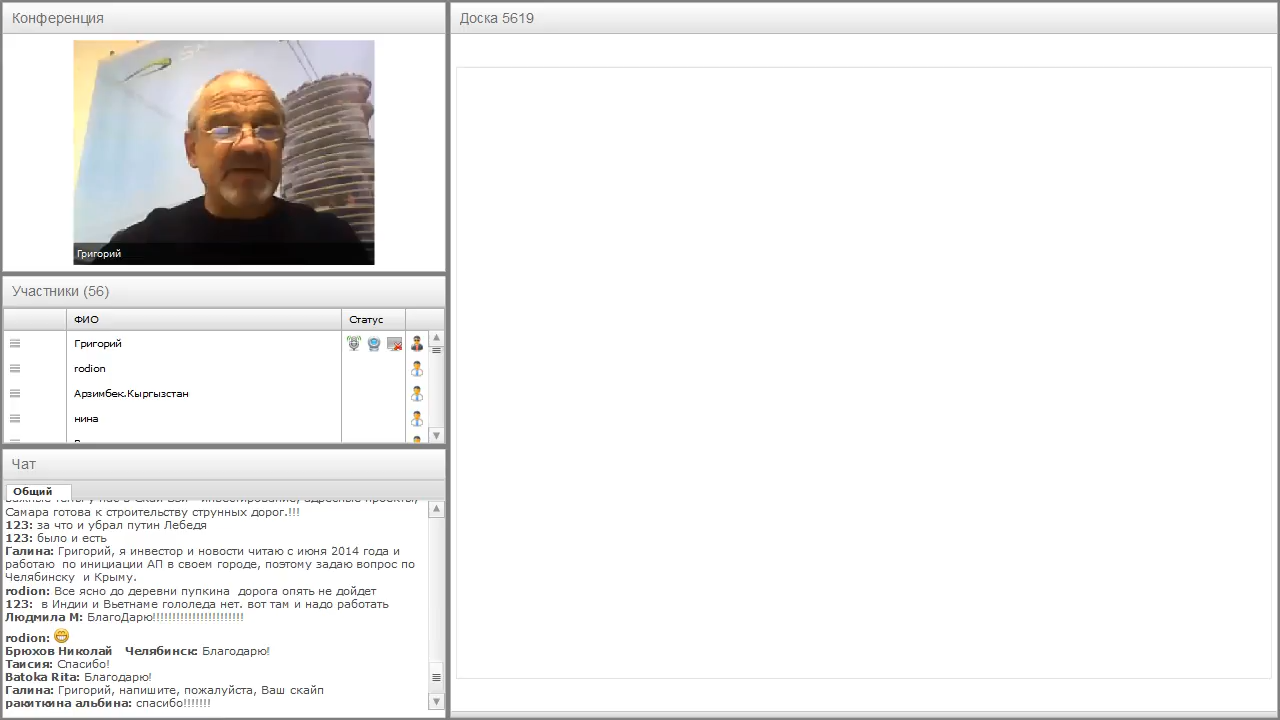 Конференция
Григорий
Участники (56)
ФИО Статус
Григорий
rodion
Арзимбек.Кыргызстан
нина
Чат
Общий
Самара готова к строительству струнных дорог.!!!
123: за что и убрал путин Лебедя
123: было и есть
Галина: Григорий, я инвестор и новости читаю с июня 2014 года и
работаю по инициации АП в своем городе, поэтому задаю вопрос по
Челябинску и Крыму.
rodion: Все ясно до деревни пупкина дорога опять не дойдет
123: в Индии и Вьетнаме гололеда нет. вот там и надо работать
Людмила М: БлагоДарю!!!!!!!!!!!!!!!!!!!!!!!
rodion:
Брюхов Николай Челябинск: Благодарю!
Таисия: Спасибо!
Batoka Rita: Благодарю!
Галина: Григорий, напишите, пожалуйста, Ваш скайп
ракиткина альбина: спасибо!!!!!!!
Доска 5619